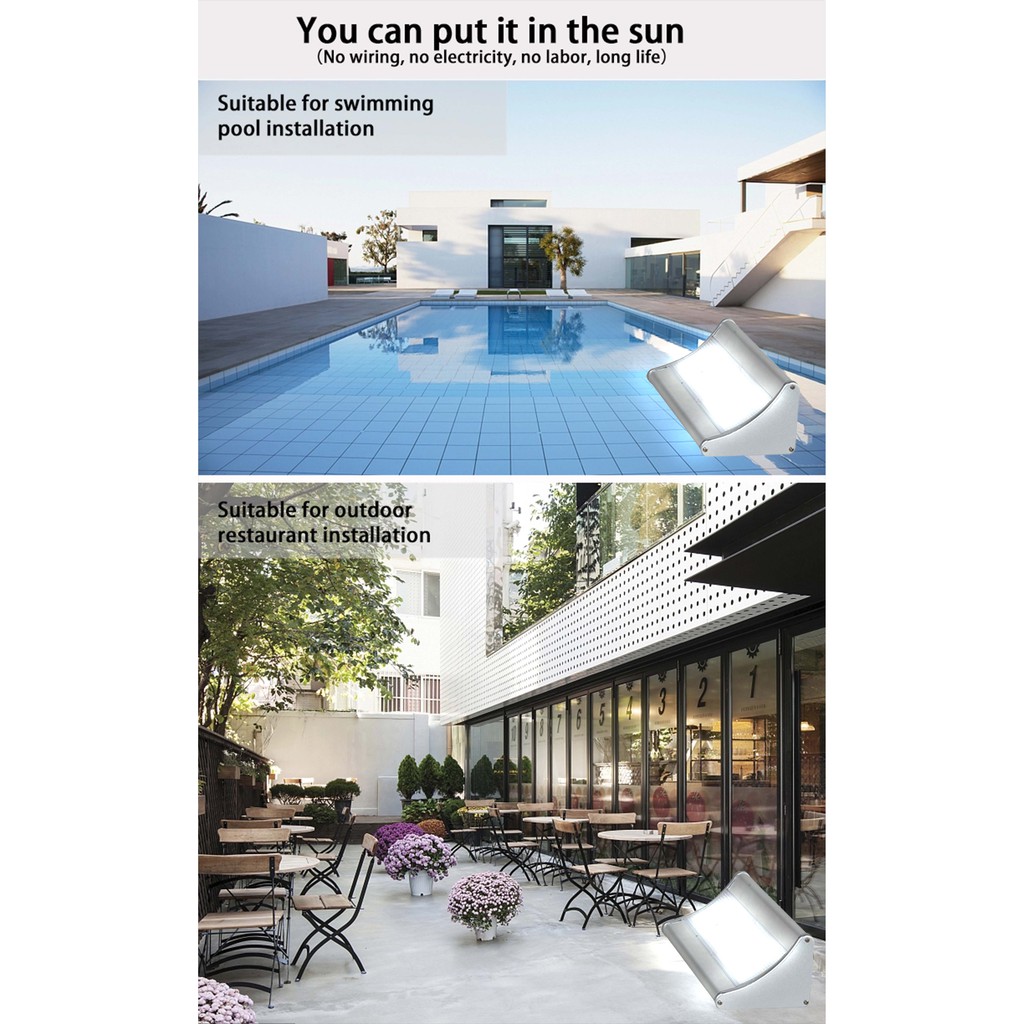 You can put it in the sun
(No wiring, no electricity, no labor, long life)
Suitable for swimming
pool installation
Suitable for outdoor
restaurant installation
9
8
7
6
5
4
3
2
1